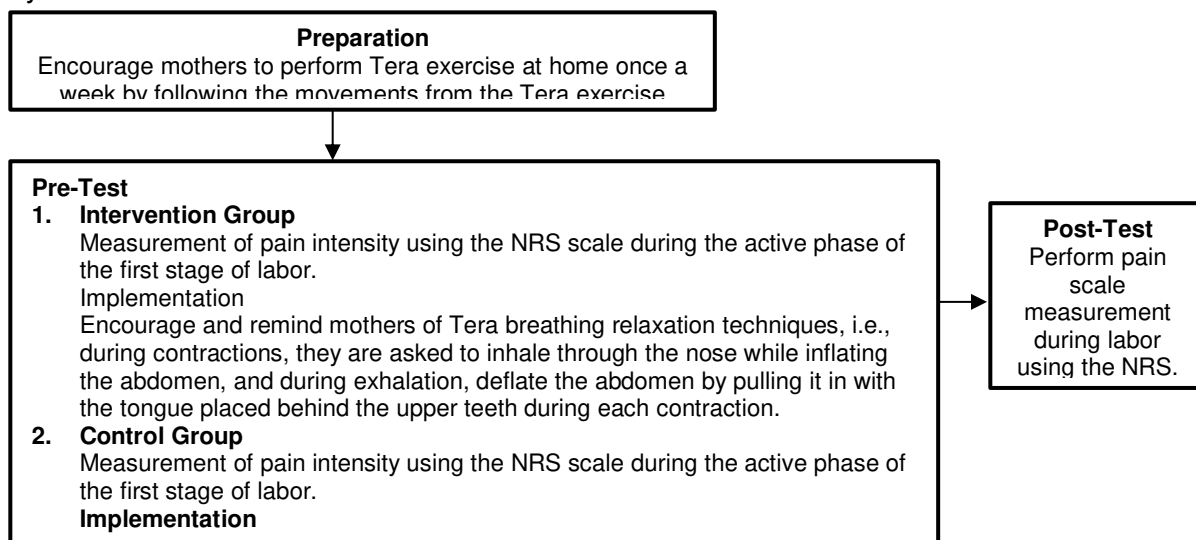 Preparation
Encourage mothers to perform Tera exercise at home once a
week by following the movements from the Tera exercise
Pre-Test
1. Intervention Group
Measurement of pain intensity using the NRS scale during the active phase of
the first stage of labor.
Implementation
Encourage and remind mothers of Tera breathing relaxation techniques, i.e.,
during contractions, they are asked to inhale through the nose while inflating
the abdomen, and during exhalation, deflate the abdomen by pulling it in with
the tongue placed behind the upper teeth during each contraction.
2. Control Group
Measurement of pain intensity using the NRS scale during the active phase of
the first stage of labor.
Implementation
Post-Test
Perform pain
scale
measurement
during labor
using the NRS.